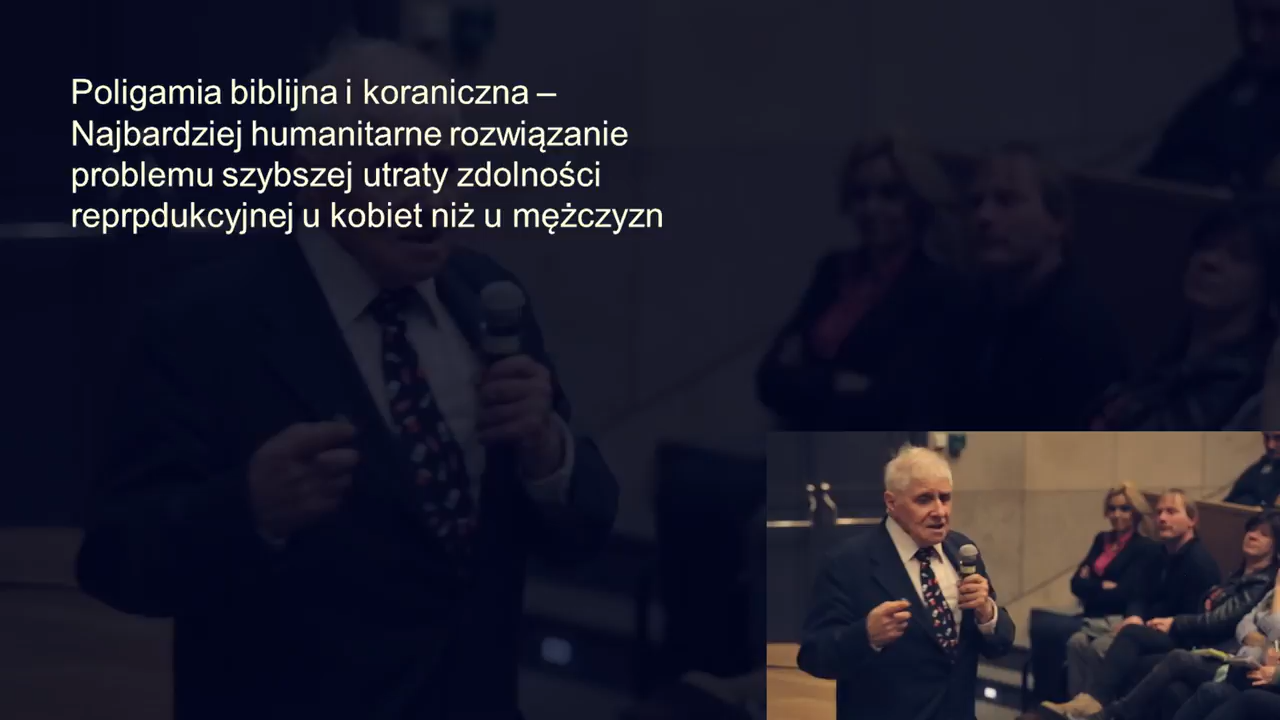 Poligamia biblijna i koraniczna –
Najbardziej humanitarne rozwiązanie
problemu szybszej utraty zdolności
reprpdukcyjnej u kobiet niż u mężczyzn